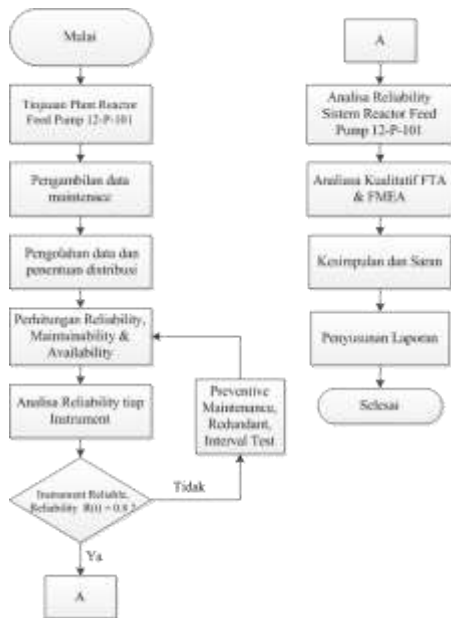 Mulai
Tinjauan Plant Reactor
Feed Pump 12-P-101
Pengambilan data
maintenace
Pengolahan data dan
penentuan distribusi
Perhitungan Reliability,
Maintainability &
Availability
Analisa Reliability tiap
Instrument
Instrument Reliable,
Reliability R(t) = 0.8 ?
Tidak
Preventive
Maintenance,
Redundant,
Interval Test
Ya
A
A
Analisa Reliability
Sistem Reactor Feed
Pump 12-P-101
Analiasa Kualitatif FTA
& FMEA
Kesimpulan dan Saran
Penyusunan Laporan
Selesai